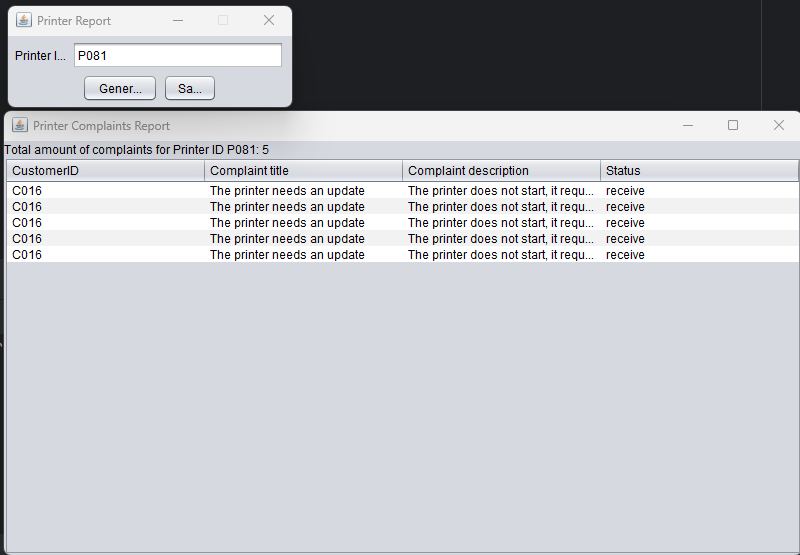 Printer Report
Printer I... P081
Gener... Sa...
Printer Complaints Report
Total amount of complaints for Printer ID P081: 5
CustomerID Complaint title Complaint description Status
C016 The printer needs an update The printer does not start, it requ... receive
C016 The printer needs an update The printer does not start, it requ... receive
C016 The printer needs an update The printer does not start, it requ... receive
C016 The printer needs an update The printer does not start, it requ... receive
C016 The printer needs an update The printer does not start, it requ... receive